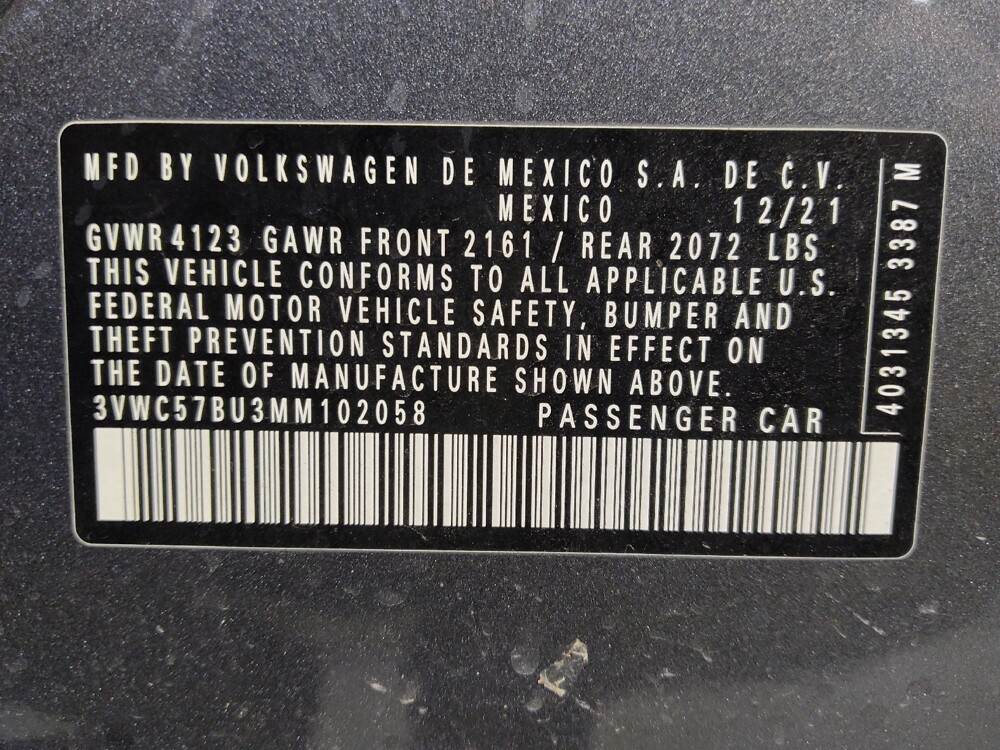 MFD BY VOLKSWAGEN DE MEXICO S.A. DE C.V.
MEXICO 12/21
GVWR 4123 GAWR FRONT 2161 / REAR 2072 LBS
THIS VEHICLE CONFORMS TO ALL APPLICABLE U.S.
FEDERAL MOTOR VEHICLE SAFETY, BUMPER AND
THEFT PREVENTION STANDARDS IN EFFECT ON
THE DATE OF MANUFACTURE SHOWN ABOVE.
3VWC57BU3MM102058 PASSENGER CAR
4031345 3387 M